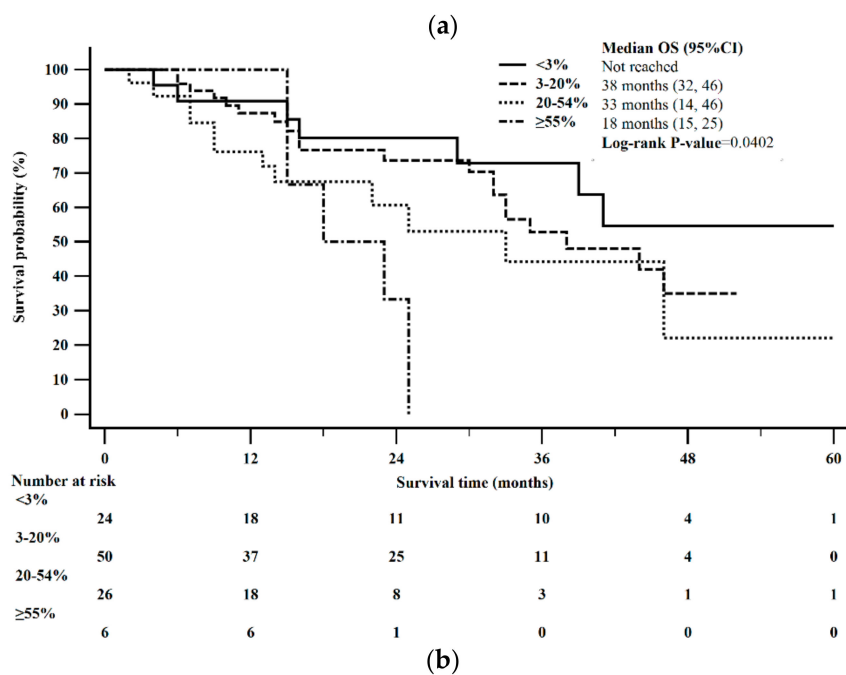 (a)
Median OS (95%CI)
<3% Not reached
3-20% 38 months (32, 46)
20-54% 33 months (14, 46)
≥55% 18 months (15, 25)
Log-rank P-value=0.0402
Survival probability (%)
100
90
80
70
60
50
40
30
20
10
0
0 12 24 36 48 60
Number at risk Survival time (months)
<3%
24 18 11 10 4 1
3-20%
50 37 25 11 4 0
20-54%
26 18 8 3 1 1
≥55%
6 6 1 0 0 0
(b)